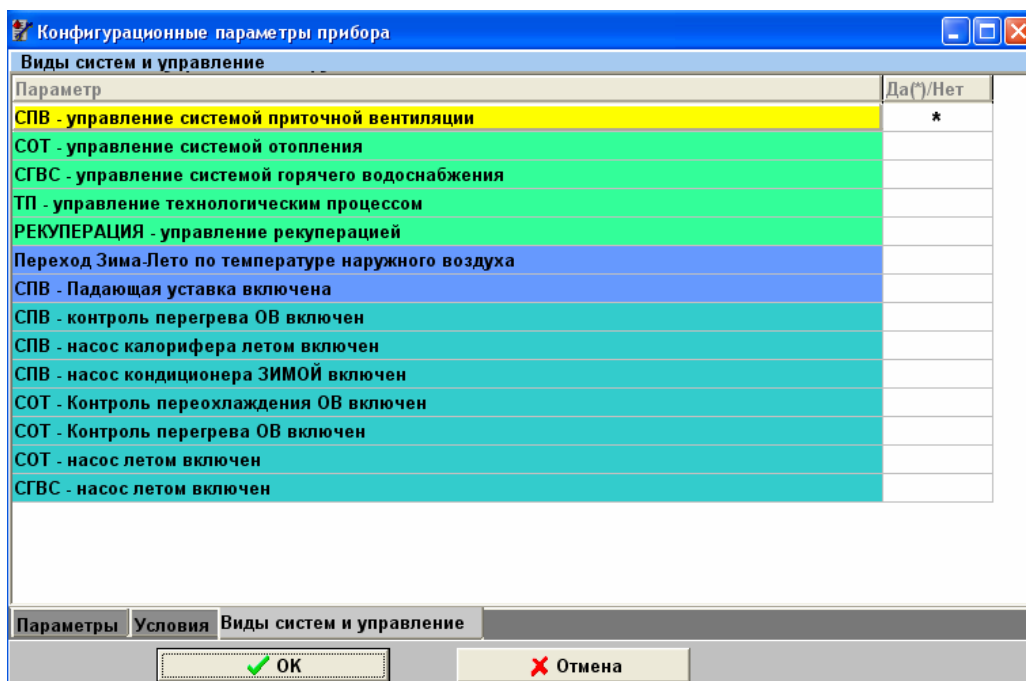 Конфигурационные параметры прибора
Виды систем и управление
Параметр Да(*)/Нет
СПВ - управление системой приточной вентиляции *
СОТ - управление системой отопления
СГВС - управление системой горячего водоснабжения
ТП - управление технологическим процессом
РЕКУПЕРАЦИЯ - управление рекуперацией
Переход Зима-Лето по температуре наружного воздуха
СПВ - Падающая уставка включена
СПВ - контроль перегрева ОВ включен
СПВ - насос калорифера летом включен
СПВ - насос кондиционера ЗИМОЙ включен
СОТ - Контроль переохлаждения ОВ включен
СОТ - Контроль перегрева ОВ включен
СОТ - насос летом включен
СГВС - насос летом включен
Параметры Условия Виды систем и управление
ОК Отмена